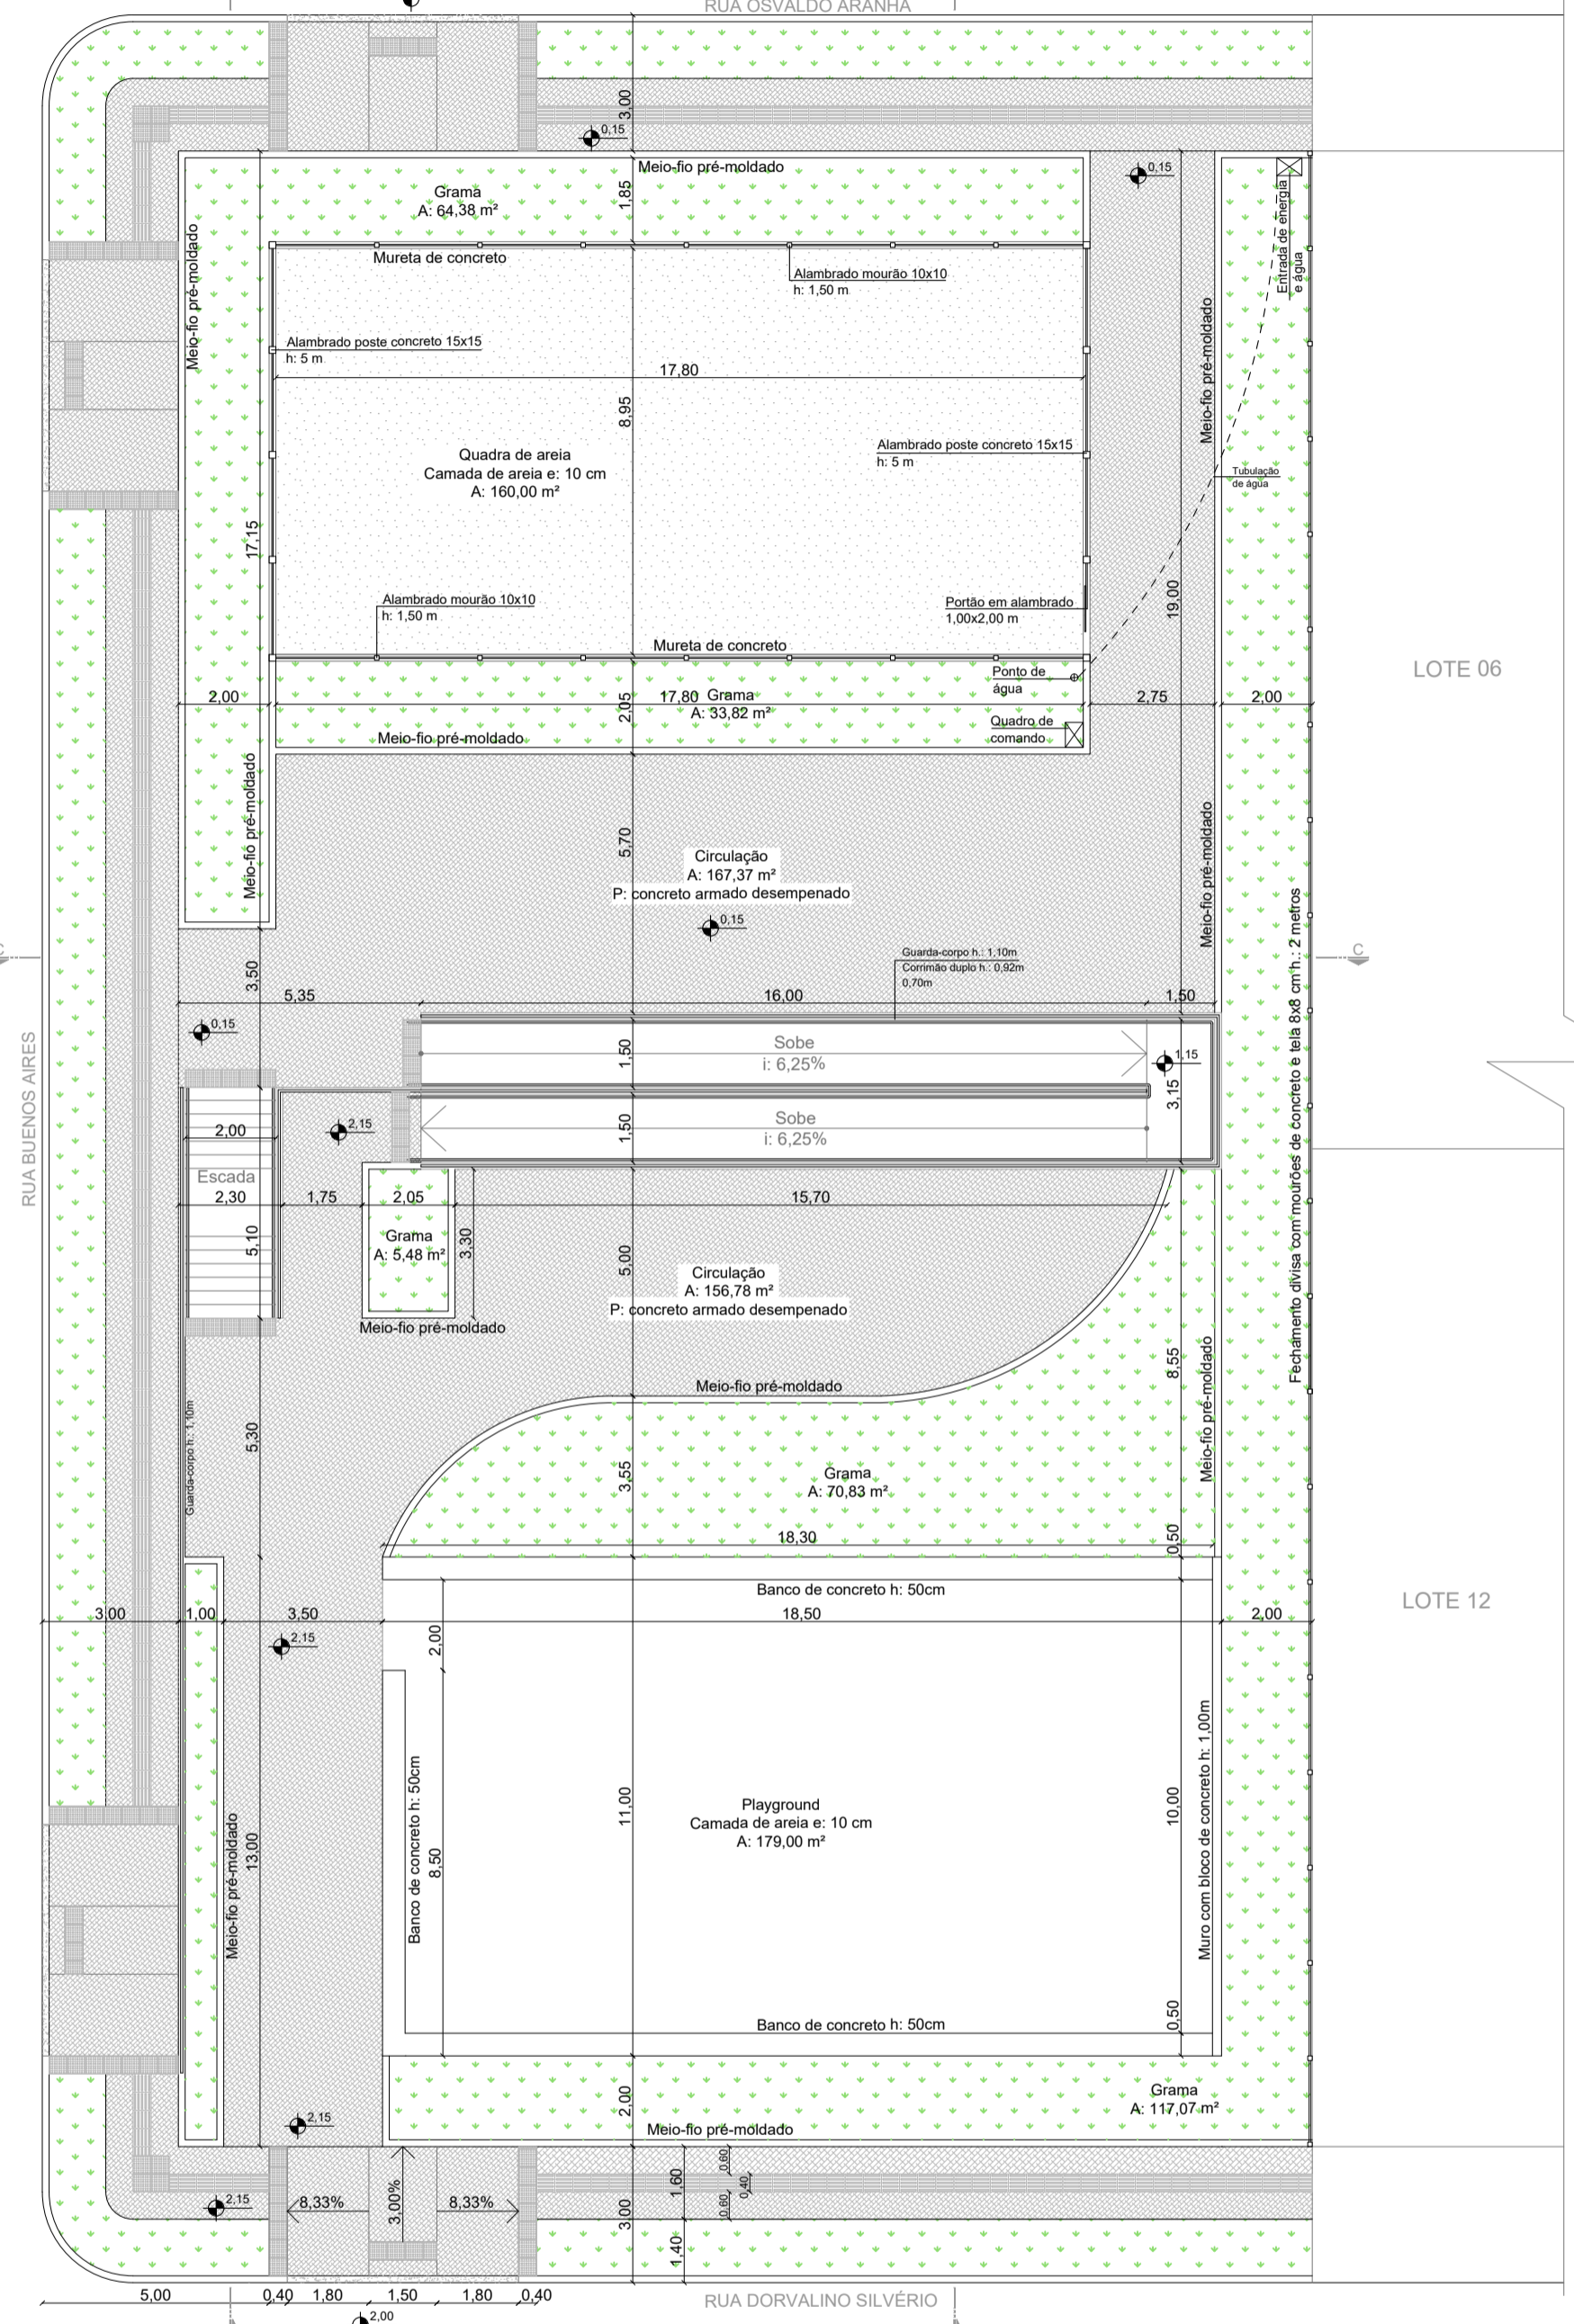 RUA OSVALDO ARANHA
3,00
0,15
Meio-fio pré-moldado
0,15
Grama
A: 64,38 m²
1,85
Entrada de energia
e água
Meio-fio pré-moldado
Mureta de concreto
Alambrado mourão 10x10
h: 1,50 m
Alambrado poste concreto 15x15
h: 5 m
17,80
8,95
Meio-fio pré-moldado
Alambrado poste concreto 15x15
h: 5 m
Quadra de areia
Camada de areia e: 10 cm
A: 160,00 m²
Tubulação
de água
17,15
19,00
Alambrado mourão 10x10
h: 1,50 m
Portão em alambrado
1,00x2,00 m
Mureta de concreto
Ponto de
água
LOTE 06
2,00
2,05
17,80
Grama
A: 33,82 m²
2,75
2,00
Quadro de
comando
Meio-fio pré-moldado
Meio-fio pré-moldado
5,70
Circulação
A: 167,37 m²
P: concreto armado desempenado
0,15
Meio-fio pré-moldado
Fechamento divisa com mourões de concreto e tela 8x8 cm h.: 2 metros
C
Guarda-corpo h.: 1,10m
Corrimão duplo h.: 0,92m
0,70m
3,50
5,35
16,00
1,50
0,15
RUA BUENOS AIRES
1,50
Sobe
i: 6,25%
1,15
3,15
2,15
1,50
Sobe
i: 6,25%
2,00
Escada
2,30
1,75
2,05
15,70
5,10
Grama
A: 5,48 m²
3,30
5,00
Circulação
A: 156,78 m²
P: concreto armado desempenado
Meio-fio pré-moldado
8,55
Meio-fio pré-moldado
Meio-fio pré-moldado
Guarda-corpo h.: 1,10m
5,30
3,55
Grama
A: 70,83 m²
18,30
0,50
Banco de concreto h: 50cm
LOTE 12
3,00
1,00
3,50
18,50
2,00
2,15
2,00
Muro com bloco de concreto h: 1,00m
Banco de concreto h: 50cm
11,00
Playground
Camada de areia e: 10 cm
A: 179,00 m²
10,00
Meio-fio pré-moldado
13,00
8,50
Banco de concreto h: 50cm
0,50
2,00
Grama
A: 117,07 m²
2,15
Meio-fio pré-moldado
2,15
8,33%
3,00%
8,33%
3,00
1,60
0,60
0,40
0,60
1,40
5,00
0,40
1,80
1,50
1,80
0,40
RUA DORVALINO SILVÉRIO
2,00